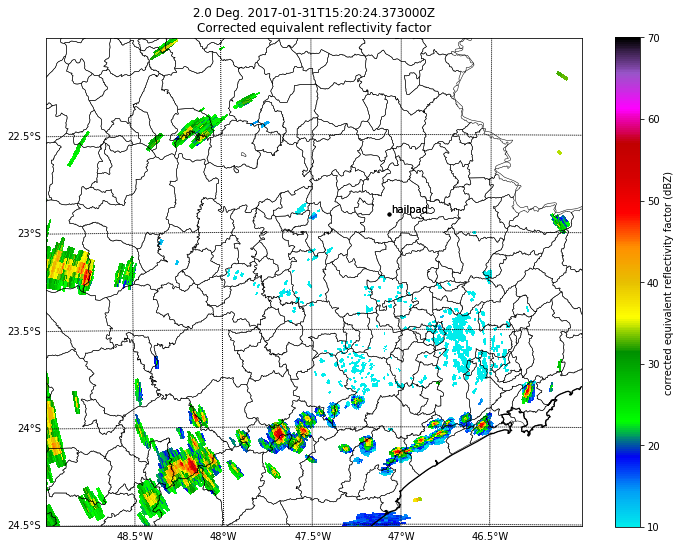 2.0 Deg. 2017-01-31T15:20:24.373000Z
Corrected equivalent reflectivity factor
70
60
50
40
30
20
10
corrected equivalent reflectivity factor (dBZ)
22.5°S
23°S
23.5°S
24°S
24.5°S
hailpad
48.5°W
48°W
47.5°W
47°W
46.5°W